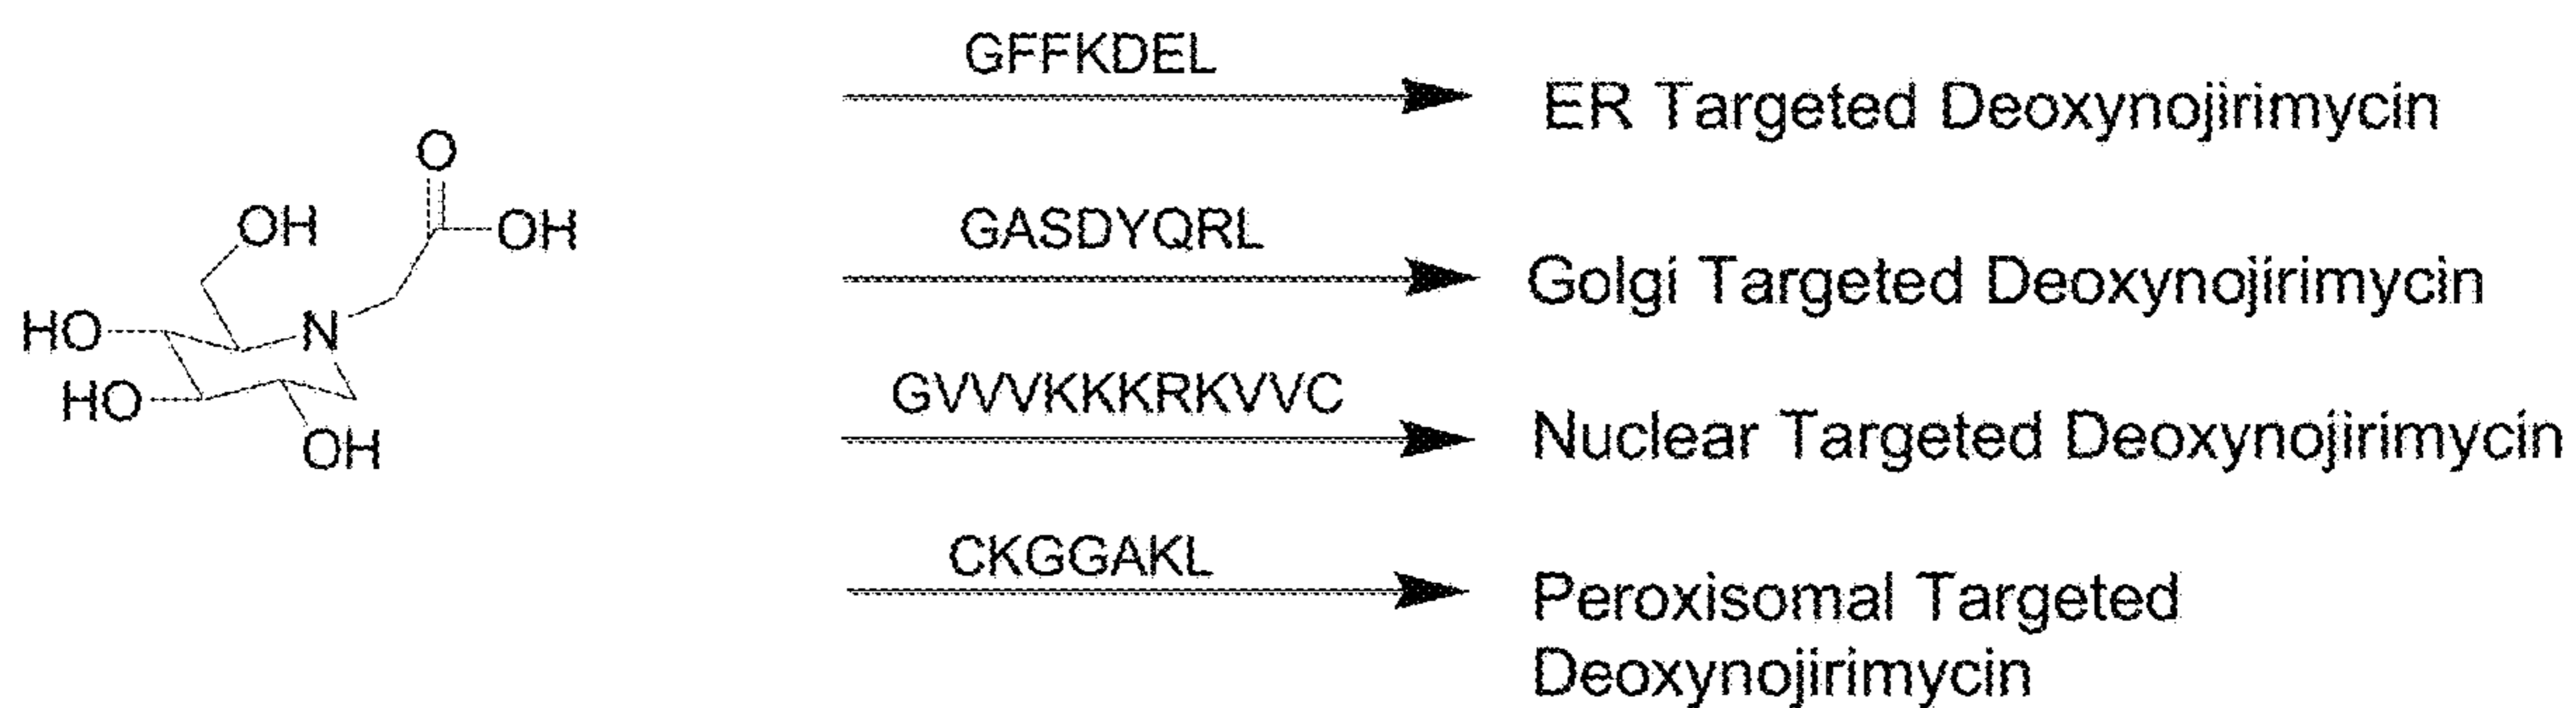 GFFKDEL
ER Targeted Deoxynojirimycin
O
OH
OH
GASDYQRL
Golgi Targeted Deoxynojirimycin
HO
N
HO
OH
GVVVKKKRKVVC
Nuclear Targeted Deoxynojirimycin
CKGGAKL
Peroxisomal Targeted
Deoxynojirimycin